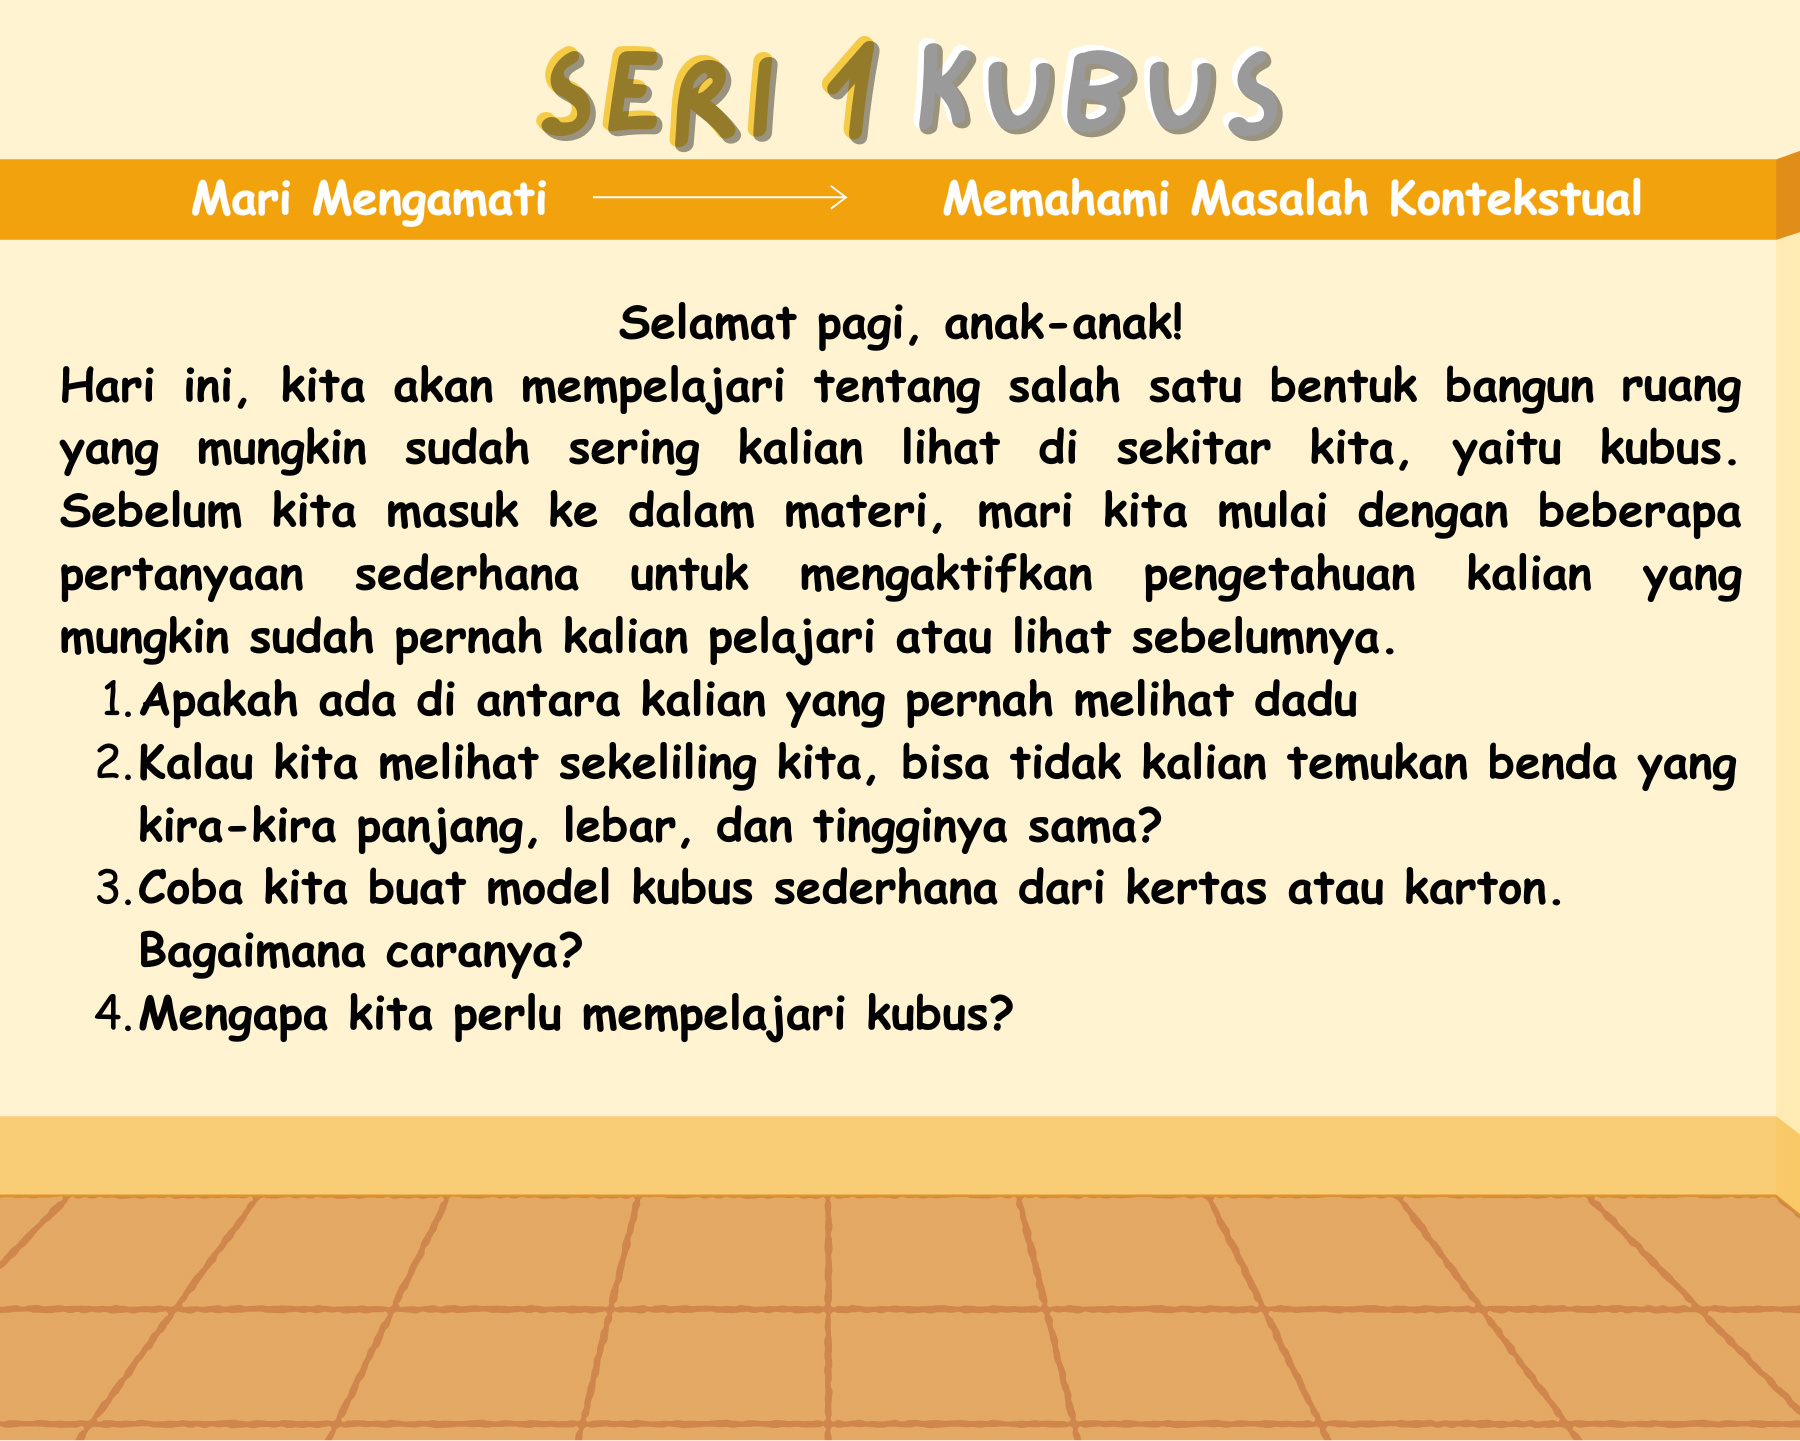 SERI 1 KUBUS
Mari Mengamati
Memahami Masalah Kontekstual
Selamat pagi, anak-anak!
Hari ini, kita akan mempelajari tentang salah satu bentuk bangun ruang
yang mungkin sudah sering kalian lihat di sekitar kita, yaitu kubus.
Sebelum kita masuk ke dalam materi, mari kita mulai dengan beberapa
pertanyaan sederhana untuk mengaktifkan pengetahuan kalian yang
mungkin sudah pernah kalian pelajari atau lihat sebelumnya.
1. Apakah ada di antara kalian yang pernah melihat dadu
2. Kalau kita melihat sekeliling kita, bisa tidak kalian temukan benda yang
kira-kira panjang, lebar, dan tingginya sama?
3. Coba kita buat model kubus sederhana dari kertas atau karton.
Bagaimana caranya?
4. Mengapa kita perlu mempelajari kubus?